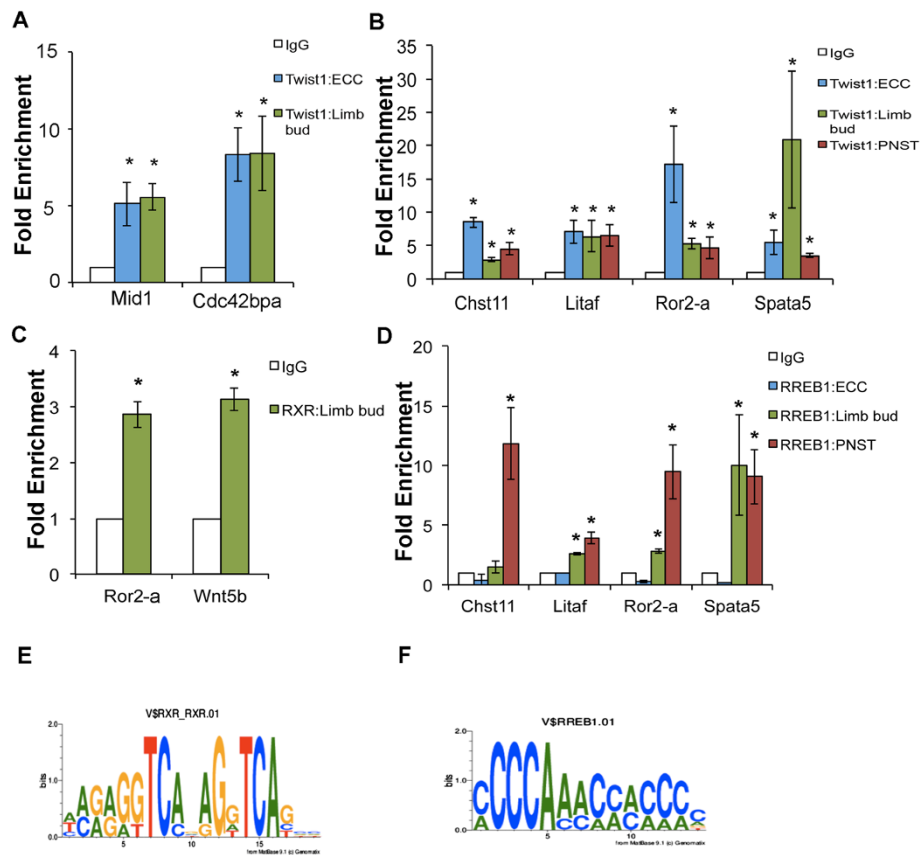 A
15
10
5
0
Fold Enrichment
*
*
*
*
Mid1
Cdc42bpa
IgG
Twist1:ECC
Twist1:Limb
bud
B
35
30
25
20
15
10
5
0
Fold Enrichment
*
*
*
*
*
*
*
*
*
*
*
*
Chst11
Litaf
Ror2-a
Spata5
IgG
Twist1:ECC
Twist1:Limb
bud
Twist1:PNST
C
4
3
2
1
0
Fold Enrichment
*
*
Ror2-a
Wnt5b
IgG
RXR:Limb bud
D
20
15
10
5
0
Fold Enrichment
*
*
*
*
*
*
*
Chst11
Litaf
Ror2-a
Spata5
IgG
RREB1:ECC
RREB1:Limb bud
RREB1:PNST
E
V$RXR_RXR.01
2.0
1.0
0.0
bits
5
10
15
from MatBase 9.1 (c) Genomatix
F
V$RREB1.01
2.0
1.0
0.0
bits
5
10
from MatBase 9.1 (c) Genomatix